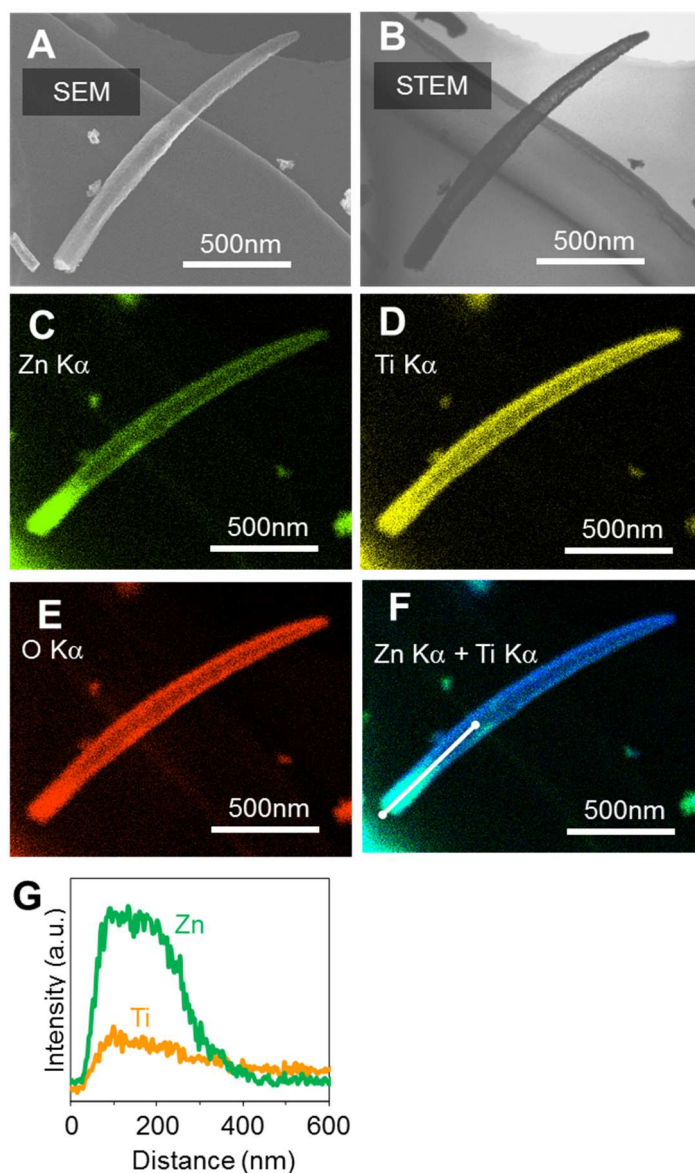 A
SEM
500nm
B
STEM
500nm
C
Zn Kα
500nm
D
Ti Kα
500nm
E
O Kα
500nm
F
Zn Kα + Ti Kα
500nm
G
Intensity (a.u.)
Zn
Ti
0 200 400 600
Distance (nm)